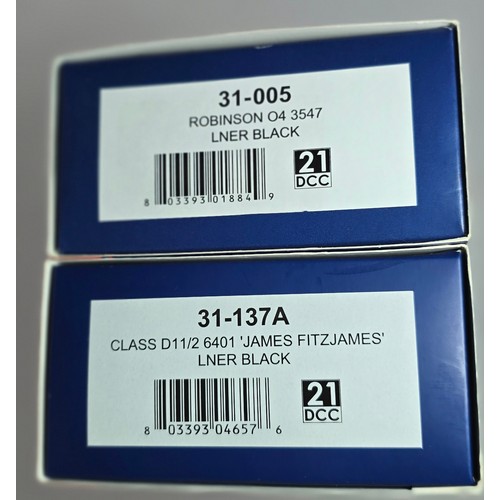 31-005
ROBINSON O4 3547
LNER BLACK
21
DCC
8 03393 01884 9
31-137A
CLASS D11/2 6401 'JAMES FITZJAMES'
LNER BLACK
21
DCC
8 03393 04657 6